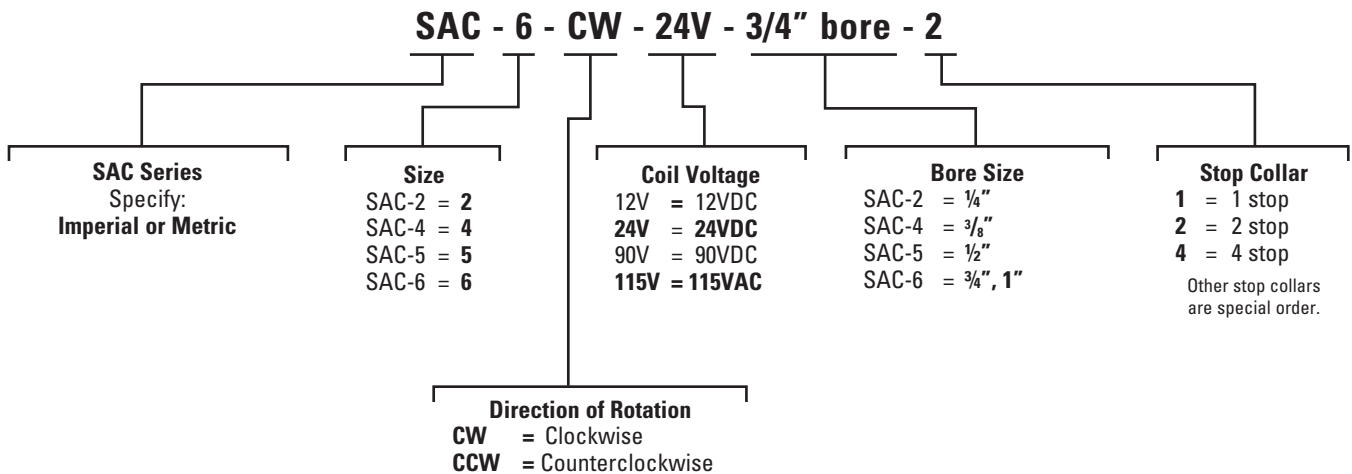 SAC - 6 - CW - 24V - 3/4" bore - 2
SAC Series
Specify:
Imperial or Metric
Size
SAC-2 = 2
SAC-4 = 4
SAC-5 = 5
SAC-6 = 6
Coil Voltage
12V = 12VDC
24V = 24VDC
90V = 90VDC
115V = 115VAC
Bore Size
SAC-2 = ¼"
SAC-4 = ³/₈"
SAC-5 = ½"
SAC-6 = ¾", 1"
Stop Collar
1 = 1 stop
2 = 2 stop
4 = 4 stop
Other stop collars
are special order.
Direction of Rotation
CW = Clockwise
CCW = Counterclockwise